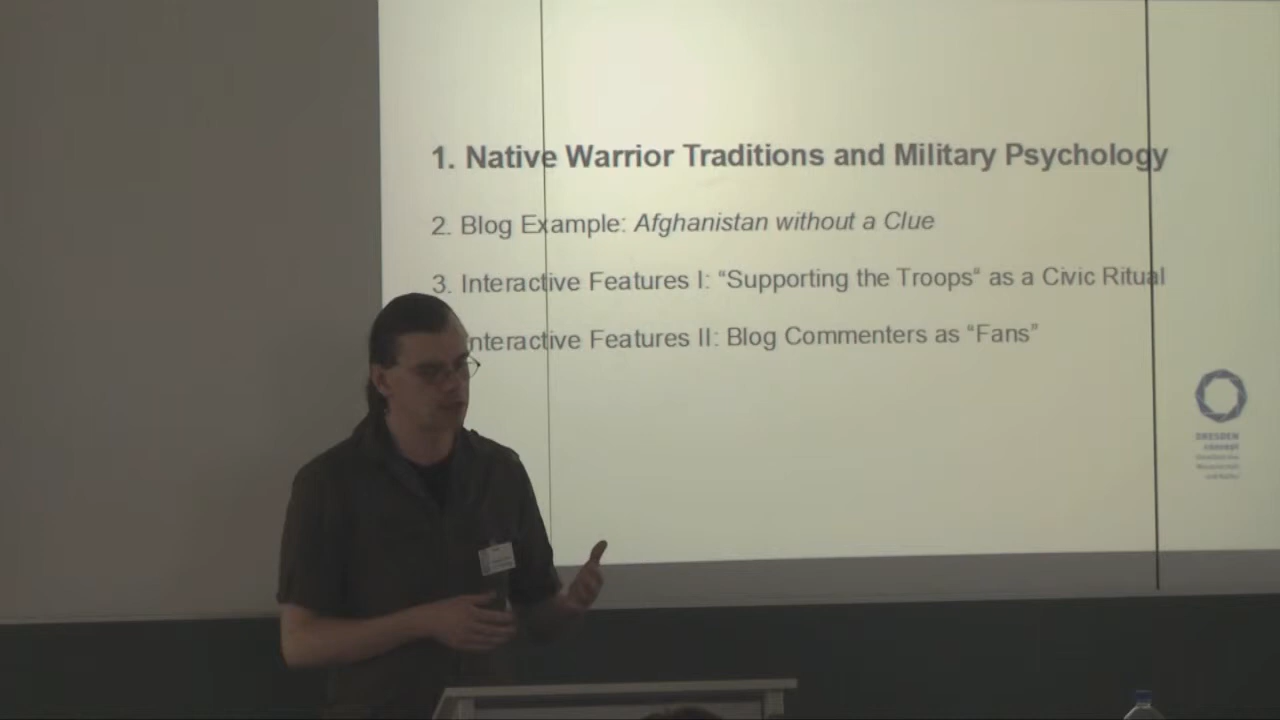 1. Native Warrior Traditions and Military Psychology
2. Blog Example: Afghanistan without a Clue
3. Interactive Features I: “Supporting the Troops“ as a Civic Ritual
nteractive Features II: Blog Commenters as “Fans”
DRESDEN
concept